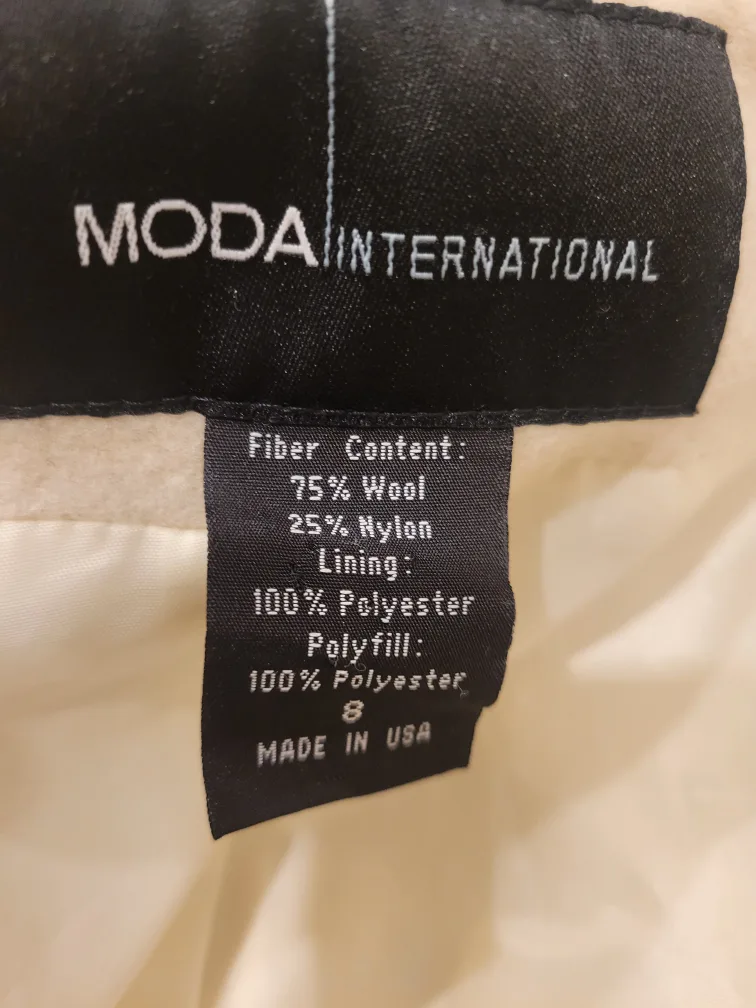 MODA INTERNATIONAL
Fiber Content:
75% Wool
25% Nylon
Lining:
100% Polyester
Polyfill:
100% Polyester
8
MADE IN USA